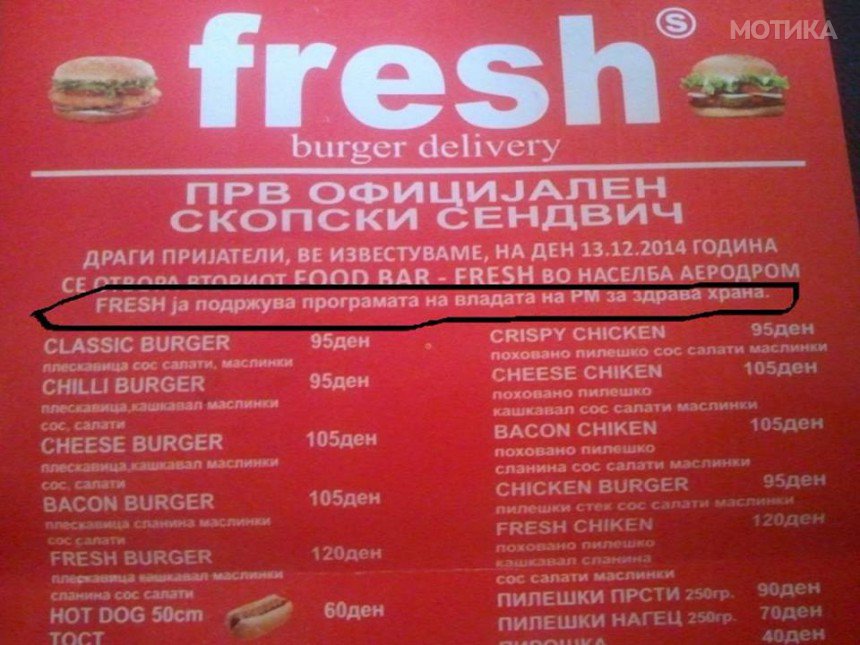 МОТИКА
fresh S
burger delivery
ПРВ ОФИЦИЈАЛЕН
СКОПСКИ СЕНДВИЧ
ДРАГИ ПРИЈАТЕЛИ, ВЕ ИЗВЕСТУВАМЕ, НА ДЕН 13.12.2014 ГОДИНА
СЕ ОТВОРА ВТОРИОТ FOOD BAR - FRESH ВО НАСЕЛБА АЕРОДРОМ
FRESH ја подржува програмата на владата на РМ за здрава храна.
CLASSIC BURGER 95ден
плескавица сос салати, маслинки
CHILLI BURGER 95ден
плескавица,кашкавал маслинки
сос, салати
CHEESE BURGER 105ден
плескавица,кашкавал маслинки
сос, салати
BACON BURGER 105ден
плескавица сланина маслинки
сос салати
FRESH BURGER 120ден
плескавица кашкавал маслинки
сланина сос салати
HOT DOG 50cm 60ден
ТОСТ
CRISPY CHICKEN 95ден
поховано пилешко сос салати маслинки
CHEESE CHIKEN 105ден
поховано пилешко
кашкавал сос салати маслинки
BACON CHIKEN 105ден
поховано пилешко
сланина сос салати маслинки
CHICKEN BURGER 95ден
пилешки стек сос салати маслинки
FRESH CHIKEN 120ден
поховано пилешко
кашкавал сланина
сос салати маслинки
ПИЛЕШКИ ПРСТИ 250гр. 90ден
ПИЛЕШКИ НАГЕЦ 250гр. 70ден
ПИРОШКА 40ден